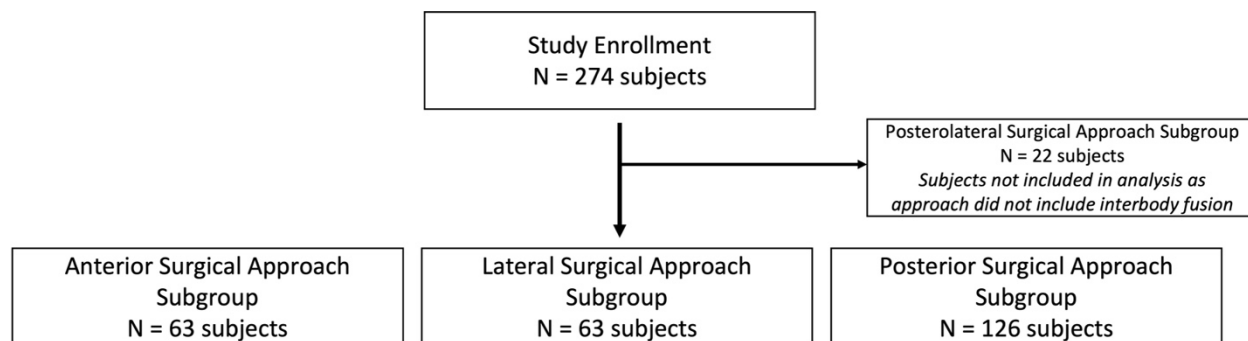 Study Enrollment
N = 274 subjects
Posterolateral Surgical Approach Subgroup
N = 22 subjects
Subjects not included in analysis as
approach did not include interbody fusion
Anterior Surgical Approach
Subgroup
N = 63 subjects
Lateral Surgical Approach
Subgroup
N = 63 subjects
Posterior Surgical Approach
Subgroup
N = 126 subjects